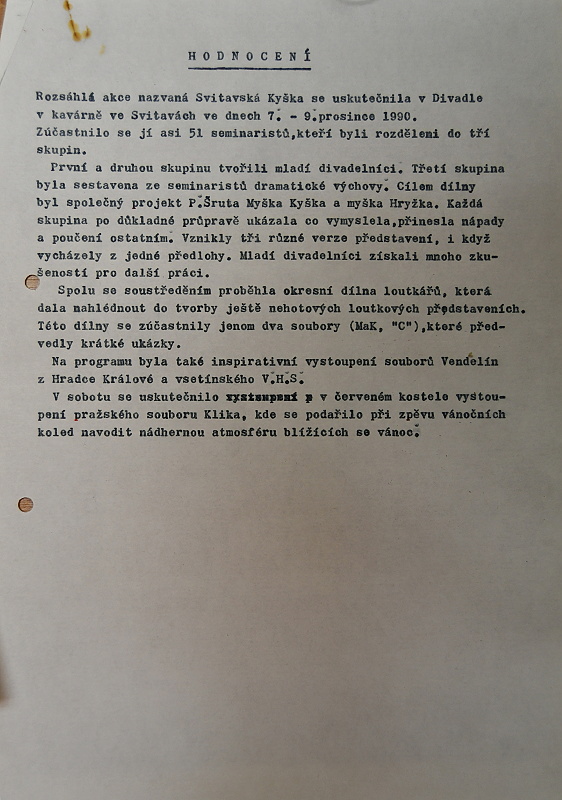 HODNOCENÍ
Rozsáhlá akce nazvaná Svitavská Kyška se uskutečnila v Divadle
v kavárně ve Svitavách ve dnech 7. - 9.prosince 1990.
Zúčastnilo se jí asi 51 seminaristů,kteří byli rozděleni do tří
skupin.
První a druhou skupinu tvořili mladí divadelníci. Třetí skupina
byla sestavena ze seminaristů dramatické výchovy. Cílem dílny
byl společný projekt P.Šruta Myška Kyška a myška Hryžka. Každá
skupina po důkladné průpravě ukázala co vymyslela,přinesla nápady
a poučení ostatním. Vznikly tři různé verze představení, i když
vycházely z jedné předlohy. Mladí divadelníci získali mnoho zku-
šeností pro další práci.
Spolu se soustředěním proběhla okresní dílna loutkářů, která
dala nahlédnout do tvorby ještě nehotových loutkových představeních.
Této dílny se zúčastnily jenom dva soubory (MaK, "C"),které před-
vedly krátké ukázky.
Na programu byla také inspirativní vystoupení souborů Vendelín
z Hradce Králové a vsetínského V.H.S.
V sobotu se uskutečnilo v červeném kostele vystou-
pení pražského souboru Klika, kde se podařilo při zpěvu vánočních
koled navodit nádhernou atmosféru blížících se vánoc.